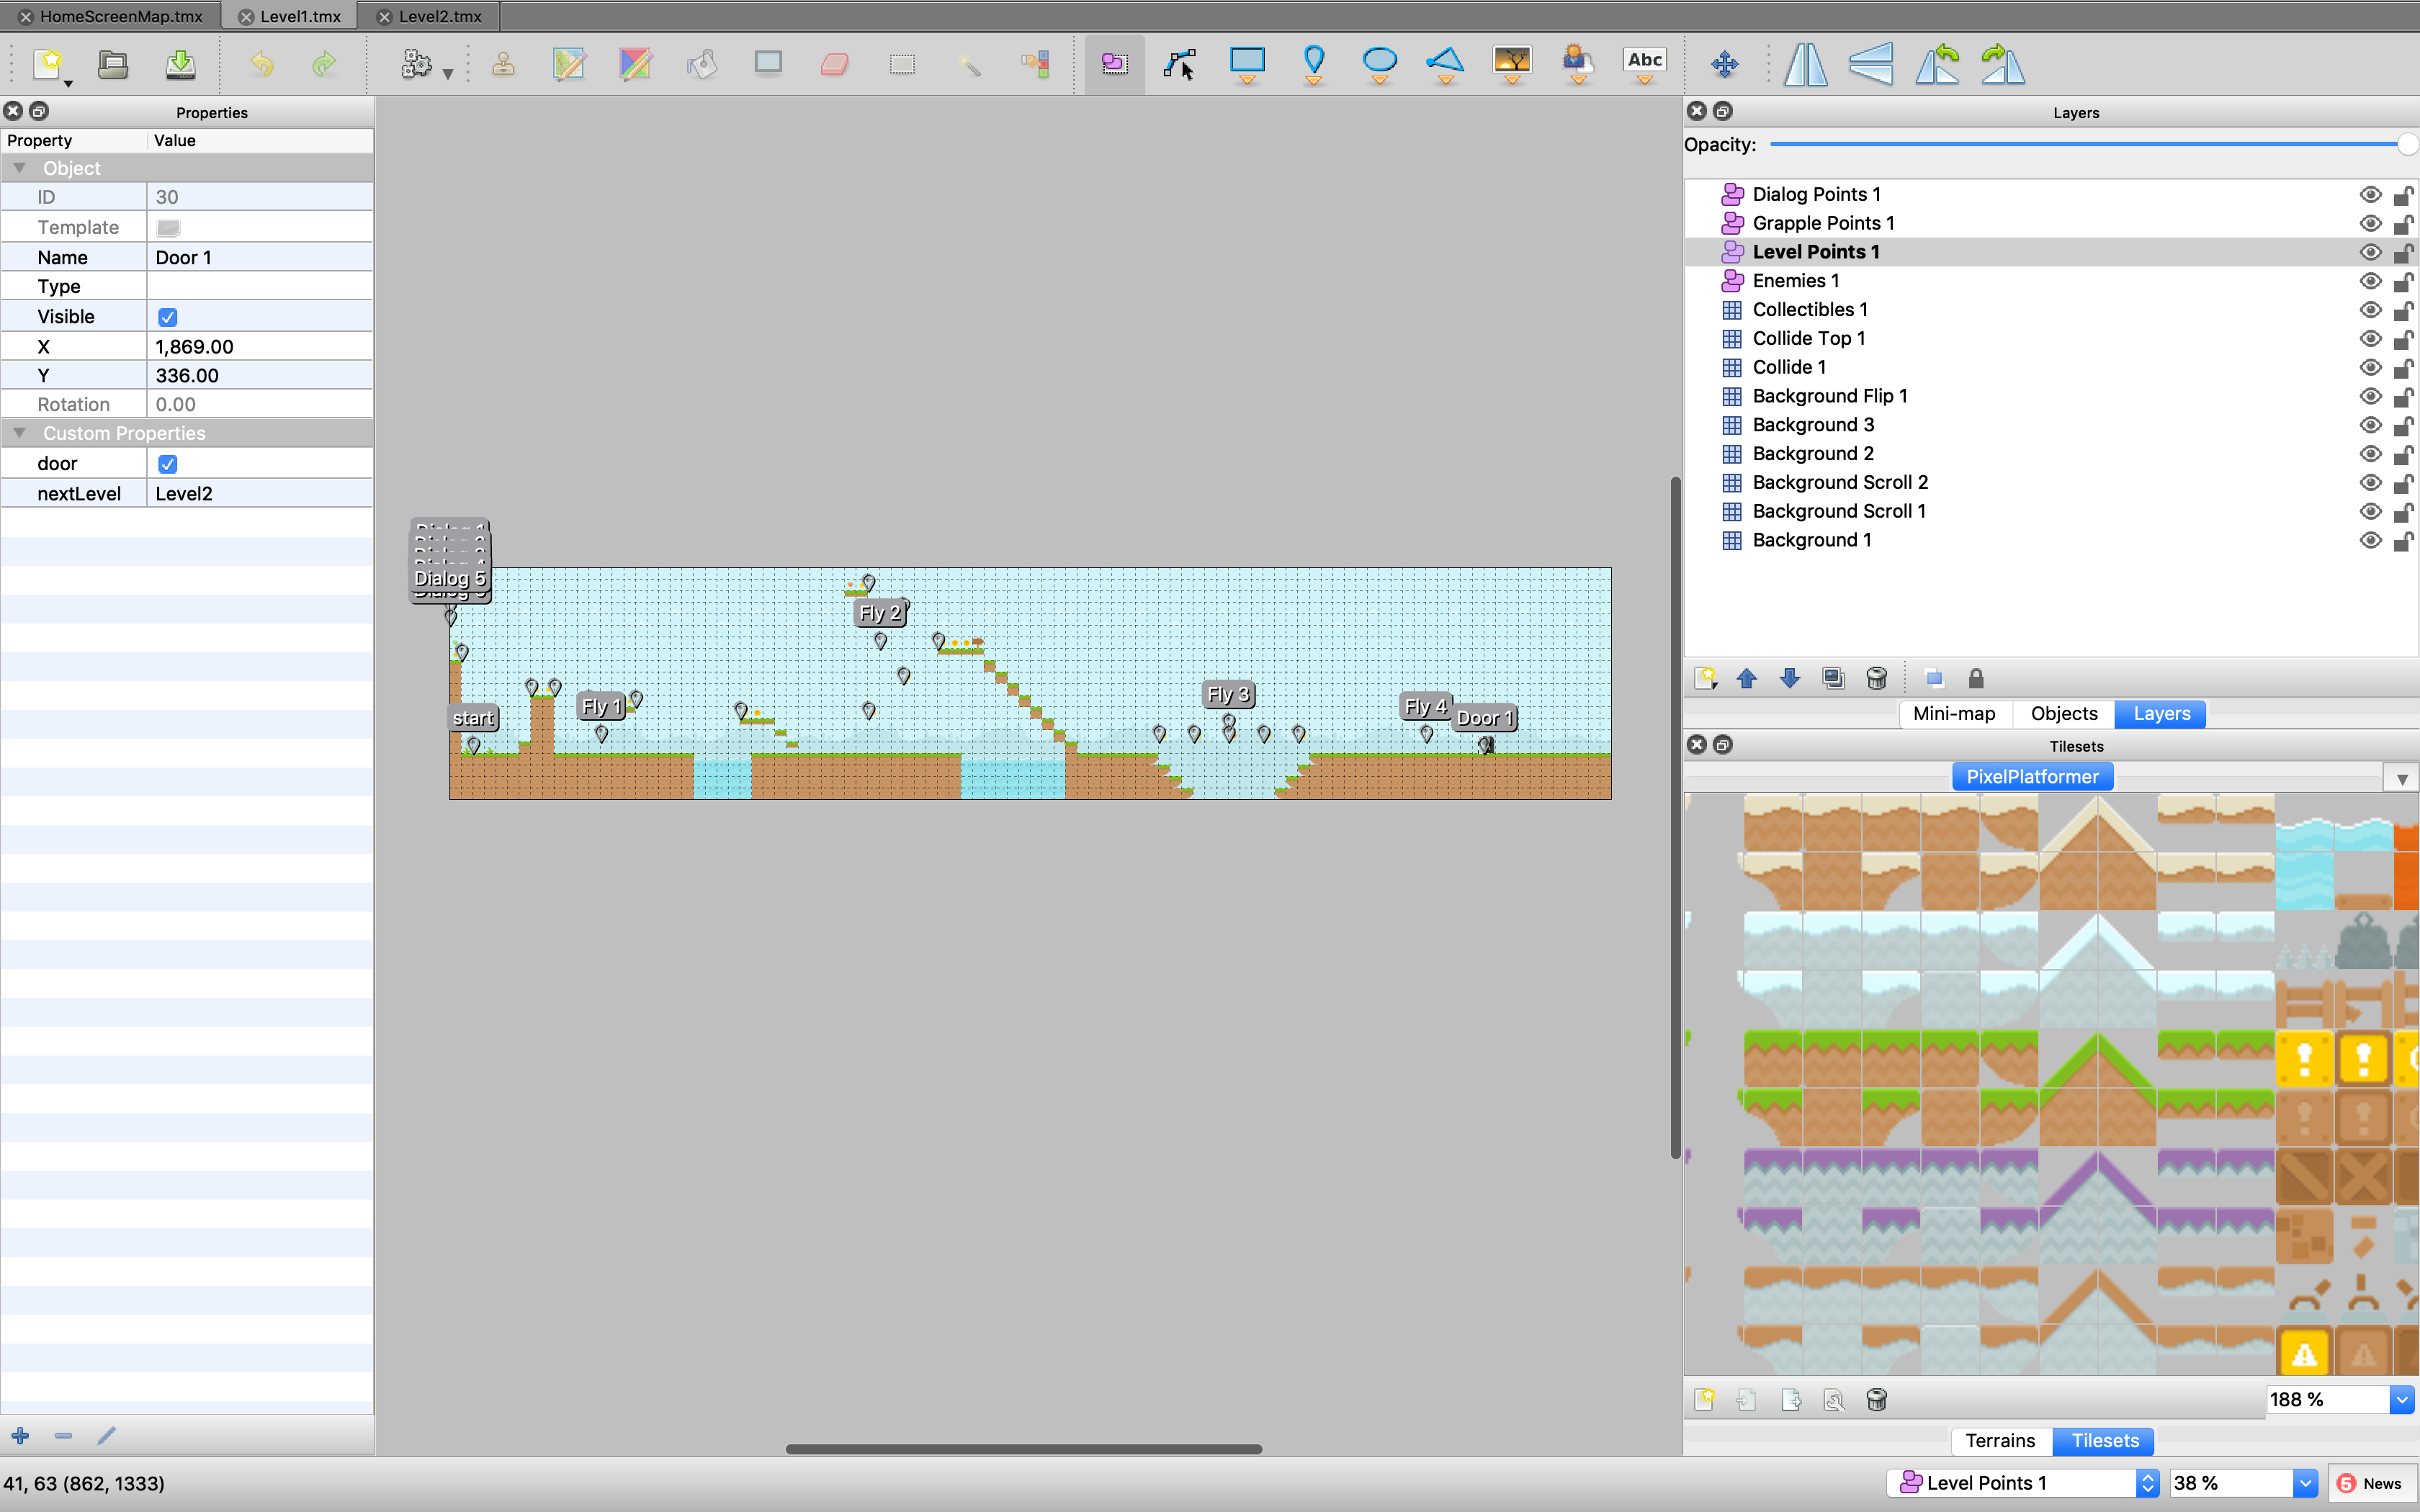 HomeScreenMap.tmx
Level1.tmx
Level2.tmx
Abc
Properties
Property Value
Object
ID 30
Template
Name Door 1
Type
Visible
X 1,869.00
Y 336.00
Rotation 0.00
Custom Properties
door
nextLevel Level2
Dialog 5
Fly 2
start
Fly 1
Fly 3
Fly 4
Door 1
Layers
Opacity:
Dialog Points 1
Grapple Points 1
Level Points 1
Enemies 1
Collectibles 1
Collide Top 1
Collide 1
Background Flip 1
Background 3
Background 2
Background Scroll 2
Background Scroll 1
Background 1
Mini-map Objects Layers
Tilesets
PixelPlatformer
188 %
Terrains Tilesets
41, 63 (862, 1333)
Level Points 1
38 %
5 News